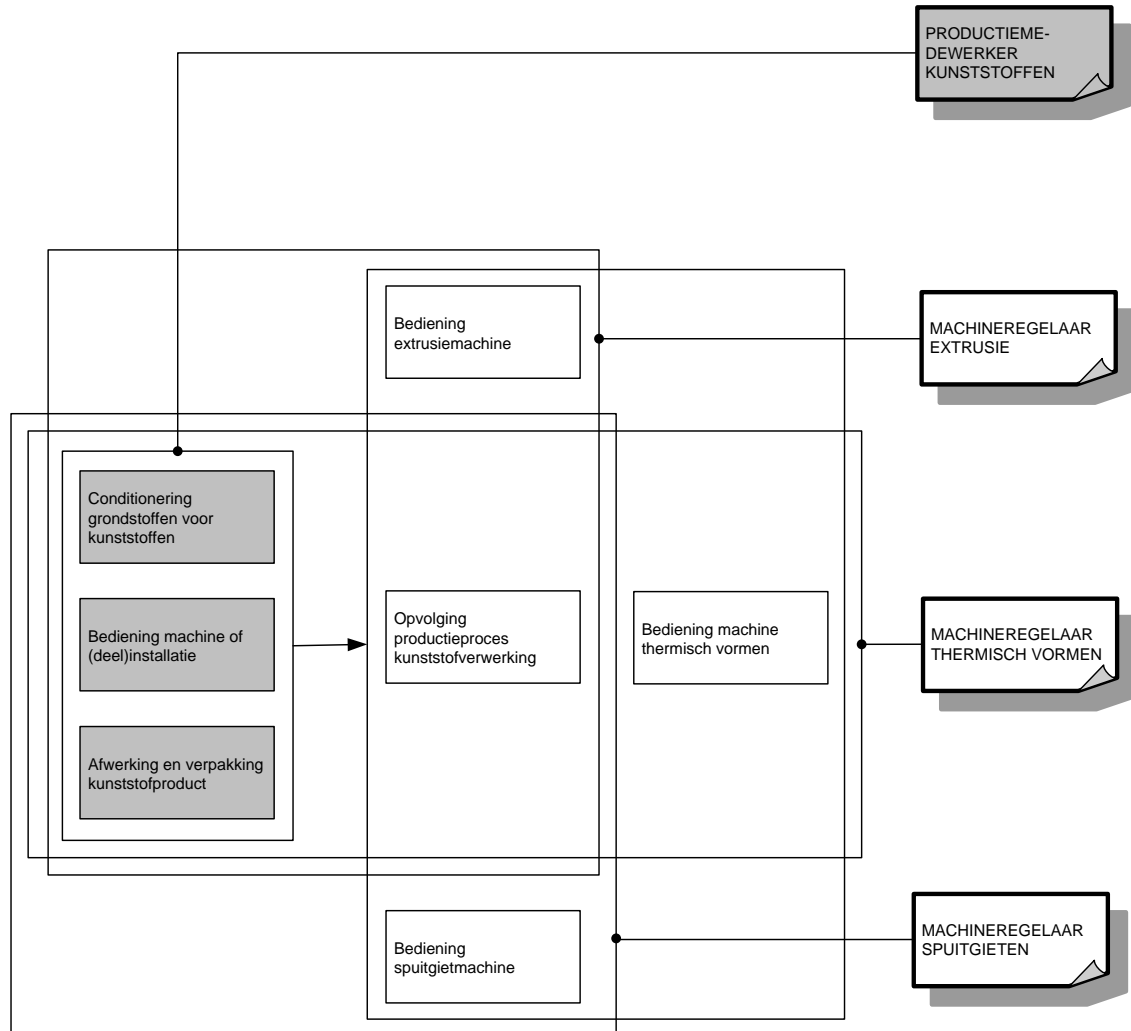 PRODUCTIEME-
DEWERKER
KUNSTSTOFFEN
Bediening
extrusiemachine
MACHINEREGELAAR
EXTRUSIE
Conditionering
grondstoffen voor
kunststoffen
Bediening machine of
(deel)installatie
Opvolging
productieproces
kunstofverwerking
Bediening machine
thermisch vormen
MACHINEREGELAAR
THERMISCH VORMEN
Afwerking en verpakking
kunststofproduct
Bediening
spuitgietmachine
MACHINEREGELAAR
SPUITGIETEN